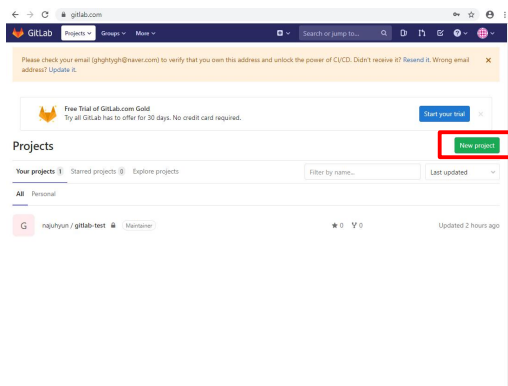 gitlab.com
GitLab Projects Groups More Search or jump to...
Please check your email (ghghtygh@naver.com) to verify that you own this address and unlock the power of CI/CD. Didn't receive it? Resend it. Wrong email
address? Update it.
Free Trial of GitLab.com Gold
Try all GitLab has to offer for 30 days. No credit card required.
Start your trial
Projects
New project
Your projects 1 Starred projects 0 Explore projects Filter by name... Last updated
All Personal
G najuhyun / gitlab-test Maintainer 0 0 Updated 2 hours ago